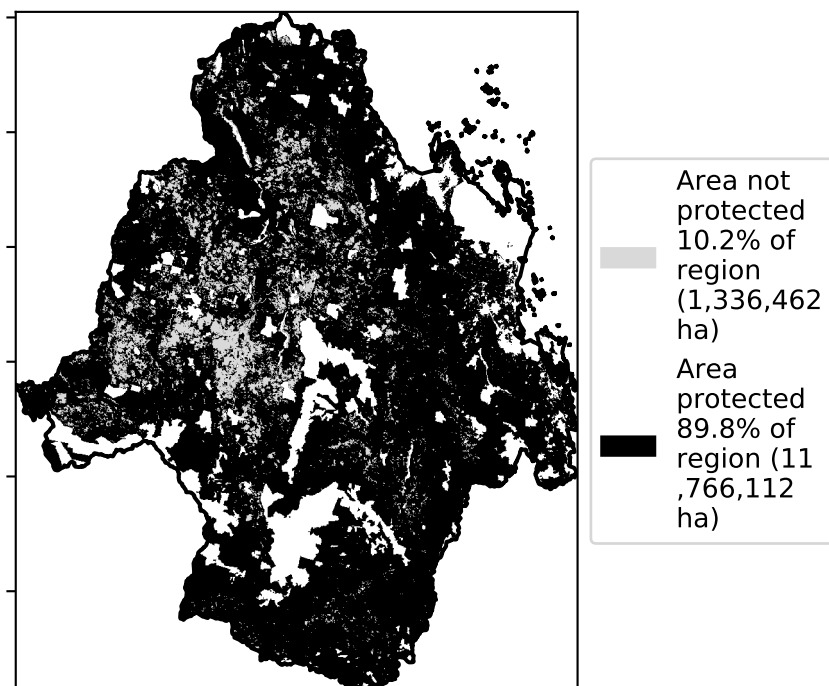 Area not
protected
10.2% of
region
(1,336,462
ha)
Area
protected
89.8% of
region (11
,766,112
ha)